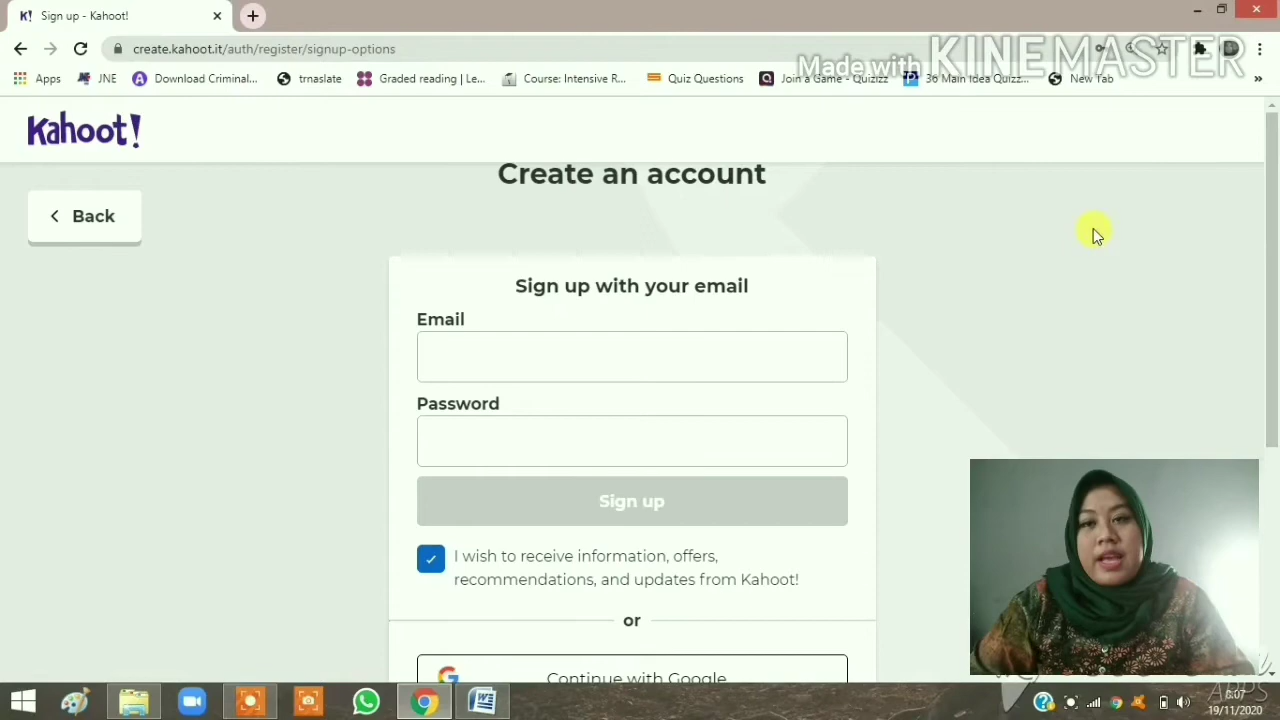 K! Sign up - Kahoot!
create.kahoot.it/auth/register/signup-options
Made with KINEMASTER
Apps JNE Download Criminal... trnaslate Graded reading | Le... Course: Intensive R... Quiz Questions Join a Game - Quizizz 36 Main Idea Quizz... New Tab »
Kahoot!
Create an account
Back
Sign up with your email
Email
Password
Sign up
I wish to receive information, offers,
recommendations, and updates from Kahoot!
or
Continue with Google
APPS
8:07
19/11/2020